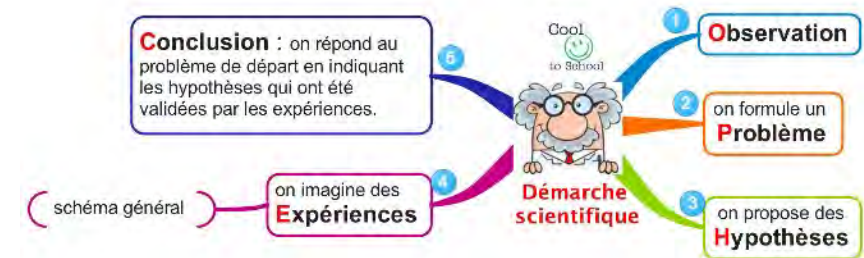 Cool
to School
Démarche
scientifique
1
Observation
2
on formule un
Problème
3
on propose des
Hypothèses
4
on imagine des
Expériences
schéma général
5
Conclusion : on répond au
problème de départ en indiquant
les hypothèses qui ont été
validées par les expériences.